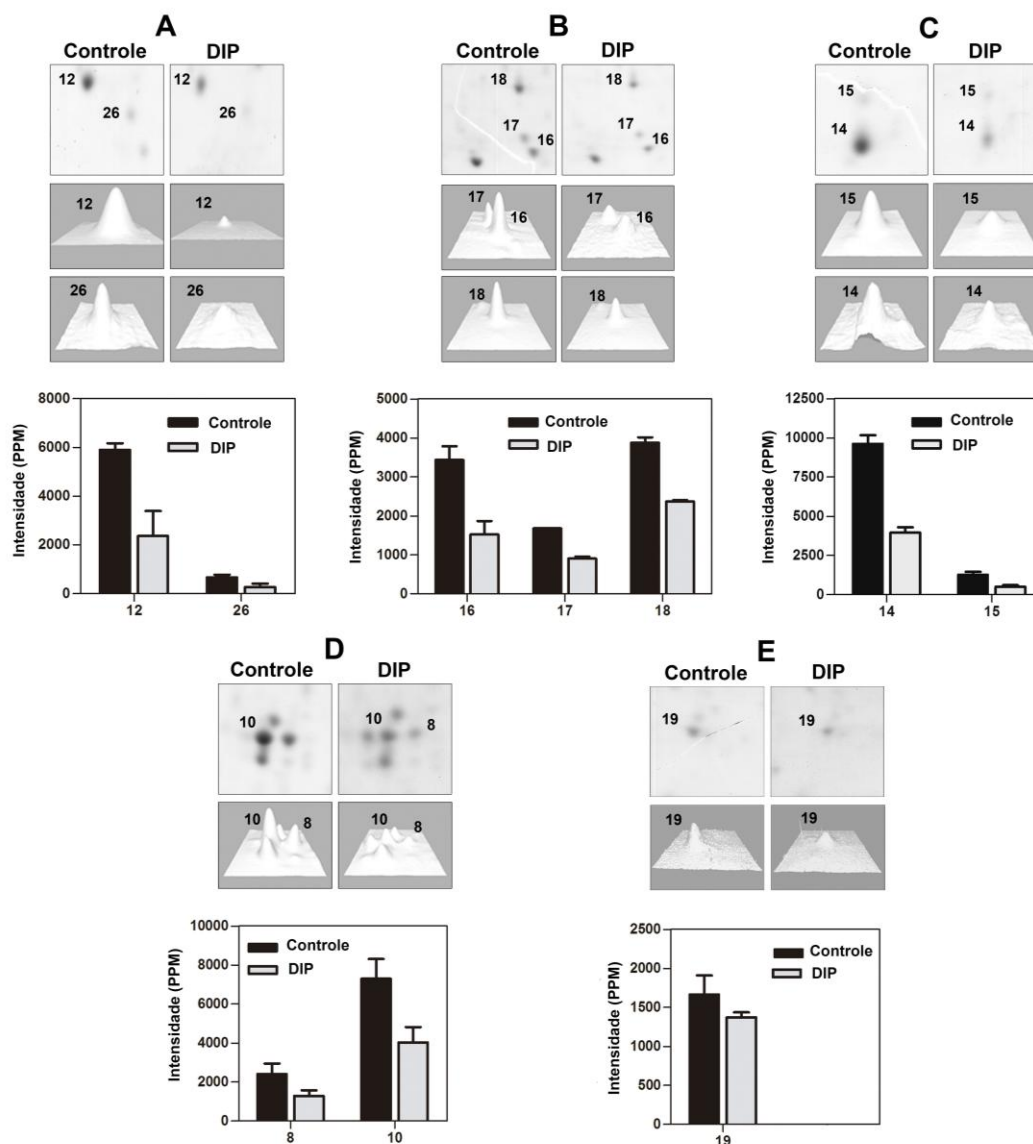 A
Controle DIP
12 12
26 26
12 12
26 26
Intensidade (PPM)
8000
6000
4000
2000
0
Controle
DIP
12 26
B
Controle DIP
18 18
17 16 17 16
17 16 17 16
18 18
Intensidade (PPM)
5000
4000
3000
2000
1000
0
Controle
DIP
16 17 18
C
Controle DIP
15 15
14 14
15 15
14 14
Intensidade (PPM)
12500
10000
7500
5000
2500
0
Controle
DIP
14 15
D
Controle DIP
10 10 8
10 8 10 8
Intensidade (PPM)
10000
8000
6000
4000
2000
0
Controle
DIP
8 10
E
Controle DIP
19 19
19 19
Intensidade (PPM)
2500
2000
1500
1000
500
0
Controle
DIP
19